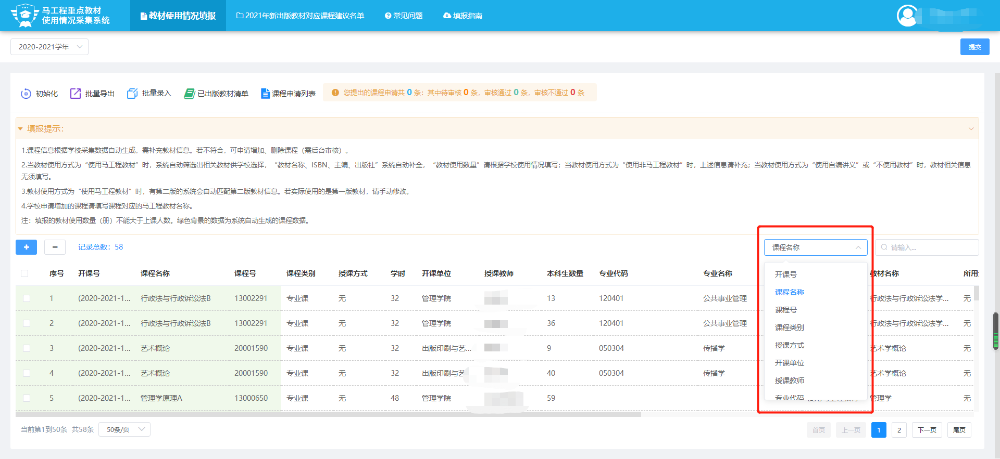 马工程重点教材
使用情况采集系统
教材使用情况填报
2021年新出版教材对应课程建议名单
常见问题
填报指南
2020-2021学年
提交
初始化
批量导出
批量录入
已出版教材清单
课程申请列表
您提出的课程申请共 0 条：其中待审核 0 条，审核通过 0 条，审核不通过 0 条
填报提示：
1.课程信息根据学校采集数据自动生成，需补充教材信息。若不符合，可申请增加、删除课程（需后台审核）。
2.当教材使用方式为“使用马工程教材”时，系统自动筛选出相关教材供学校选择，“教材名称、ISBN、主编、出版社”系统自动补全，“教材使用数量”请根据学校使用情况填写；当教材使用方式为“使用非马工程教材”时，上述信息请补充；当教材使用方式为“使用自编讲义”或“不使用教材”时，教材相关信息
无须填写。
3.教材使用方式为“使用马工程教材”时，有第二版的系统会自动匹配第二版教材信息。若实际使用的是第一版教材，请手动修改。
4.学校申请增加的课程请填写课程对应的马工程教材名称。
注：填报的教材使用数量（册）不能大于上课人数。绿色背景的数据为系统自动生成的课程数据。
+ − 记录总数：58
课程名称
请输入...
序号 开课号 课程名称 课程号 课程类别 授课方式 学时 开课单位 授课教师 本科生数量 专业代码 专业名称 教材名称 所用
1 (2020-2021-1... 行政法与行政诉讼法B 13002291 专业课 无 32 管理学院 13 120401 公共事业管理 行政法与行政诉讼法学... 无
2 (2020-2021-1... 行政法与行政诉讼法B 13002291 专业课 无 32 管理学院 36 120401 公共事业管理 行政法与行政诉讼法学... 无
3 (2020-2021-1... 艺术概论 20001590 专业课 无 32 出版印刷与艺... 9 050304 传播学 艺术学概论 无
4 (2020-2021-1... 艺术概论 20001590 专业课 无 32 出版印刷与艺 40 050304 传播学 艺术学概论 无
5 (2020-2021-1... 管理学原理A 13000650 专业课 无 48 管理学院 59 管理学 无
开课号
课程名称
课程号
课程类别
授课方式
开课单位
授课教师
专业代码
当前第1到50条 共58条 50条/页
首页 上一页 1 2 下一页 尾页